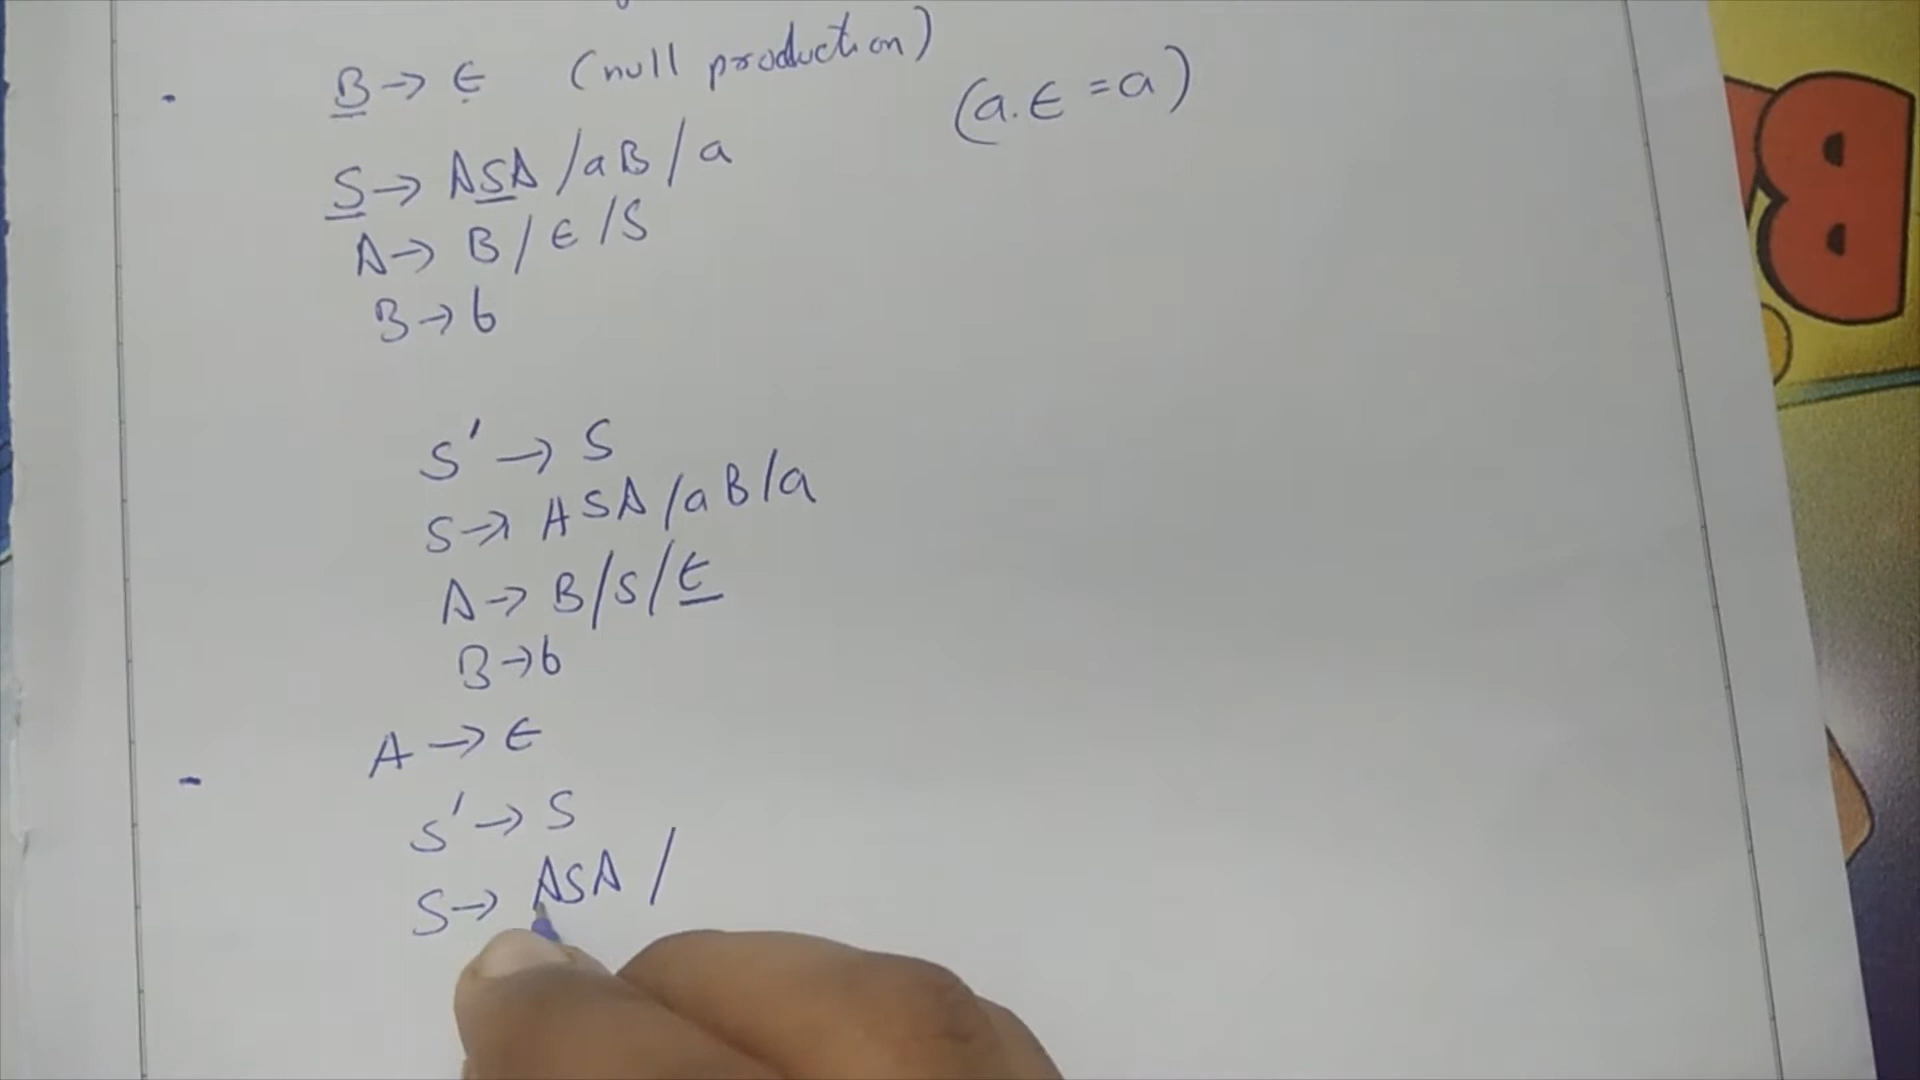 B → ϵ (null production)
(a.ϵ = a)
S → ASA / aB / a
A → B / ϵ / S
B → b
S' → S
S → ASA / aB / a
A → B / S / ϵ
B → b
A → ϵ
S' → S
S → ASA /
B